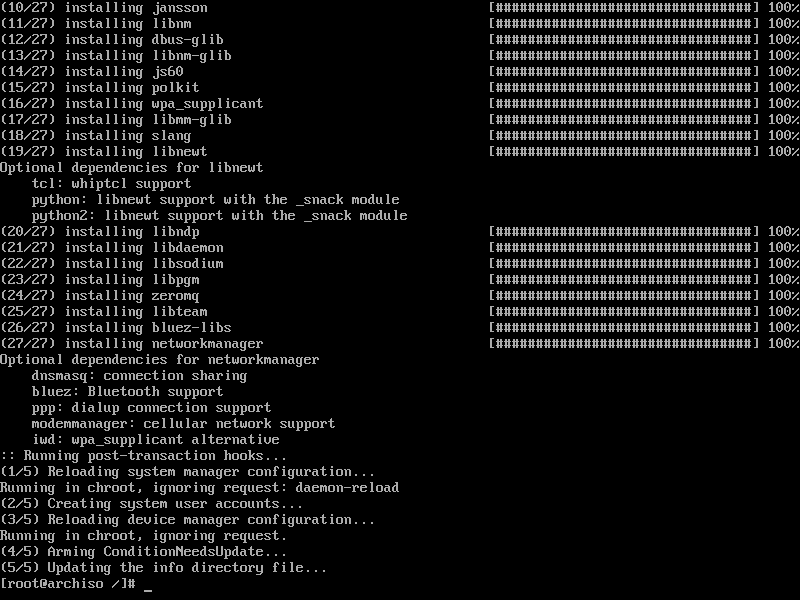 (10/27) installing jansson [################################] 100%
(11/27) installing libnm [################################] 100%
(12/27) installing dbus-glib [################################] 100%
(13/27) installing libnm-glib [################################] 100%
(14/27) installing js60 [################################] 100%
(15/27) installing polkit [################################] 100%
(16/27) installing wpa_supplicant [################################] 100%
(17/27) installing libmm-glib [################################] 100%
(18/27) installing slang [################################] 100%
(19/27) installing libnewt [################################] 100%
Optional dependencies for libnewt
    tcl: whiptcl support
    python: libnewt support with the _snack module
    python2: libnewt support with the _snack module
(20/27) installing libndp [################################] 100%
(21/27) installing libdaemon [################################] 100%
(22/27) installing libsodium [################################] 100%
(23/27) installing libpgm [################################] 100%
(24/27) installing zeromq [################################] 100%
(25/27) installing libteam [################################] 100%
(26/27) installing bluez-libs [################################] 100%
(27/27) installing networkmanager [################################] 100%
Optional dependencies for networkmanager
    dnsmasq: connection sharing
    bluez: Bluetooth support
    ppp: dialup connection support
    modemmanager: cellular network support
    iwd: wpa_supplicant alternative
:: Running post-transaction hooks...
(1/5) Reloading system manager configuration...
Running in chroot, ignoring request: daemon-reload
(2/5) Creating system user accounts...
(3/5) Reloading device manager configuration...
Running in chroot, ignoring request.
(4/5) Arming ConditionNeedsUpdate...
(5/5) Updating the info directory file...
[root@archiso /]# _